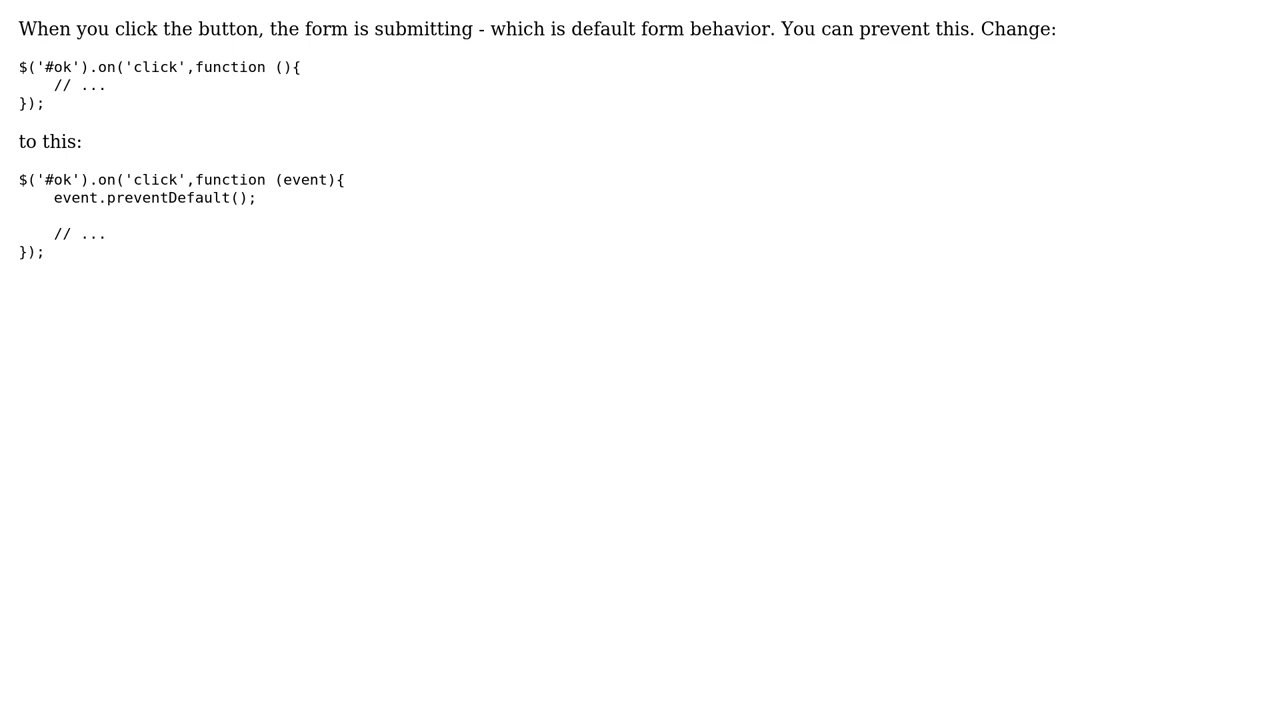 When you click the button, the form is submitting - which is default form behavior. You can prevent this. Change:
$('#ok').on('click',function (){
    // ...
});
to this:
$('#ok').on('click',function (event){
    event.preventDefault();

    // ...
});